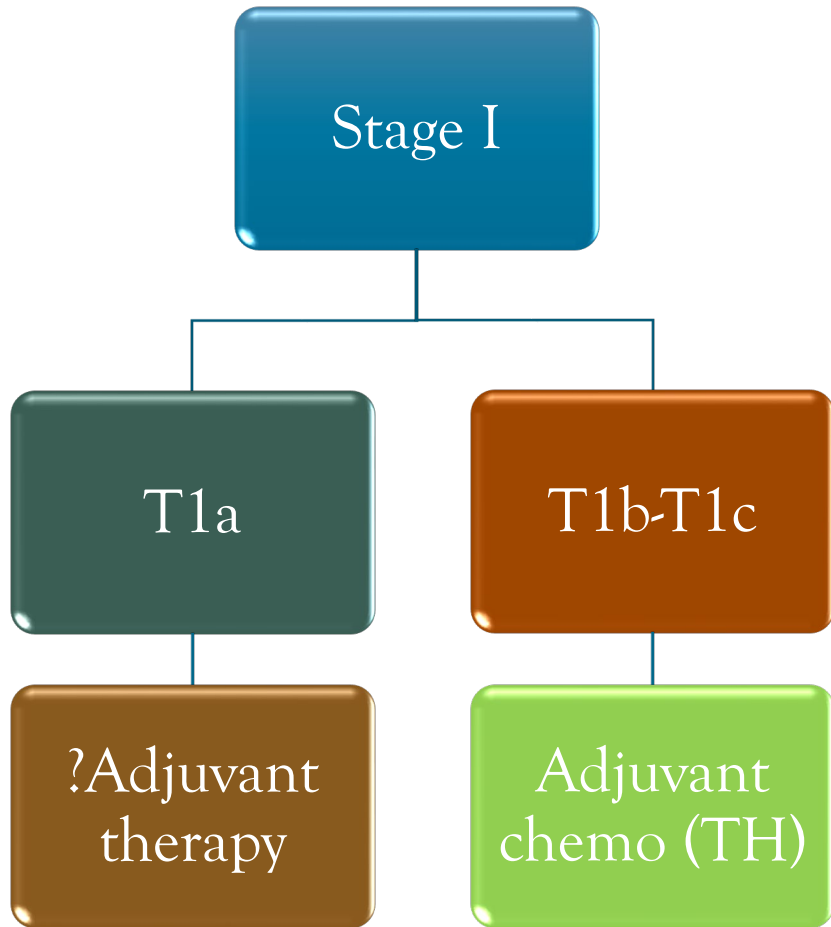 Stage I
T1a
T1b-T1c
?Adjuvant
therapy
Adjuvant
chemo (TH)